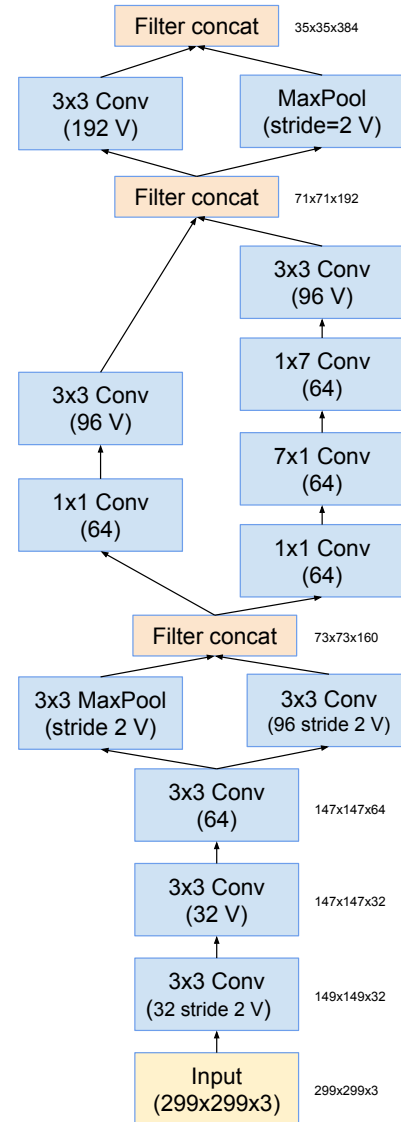 Filter concat
35x35x384
3x3 Conv
(192 V)
MaxPool
(stride=2 V)
Filter concat
71x71x192
3x3 Conv
(96 V)
1x7 Conv
(64)
3x3 Conv
(96 V)
7x1 Conv
(64)
1x1 Conv
(64)
1x1 Conv
(64)
Filter concat
73x73x160
3x3 MaxPool
(stride 2 V)
3x3 Conv
(96 stride 2 V)
3x3 Conv
(64)
147x147x64
3x3 Conv
(32 V)
147x147x32
3x3 Conv
(32 stride 2 V)
149x149x32
Input
(299x299x3)
299x299x3